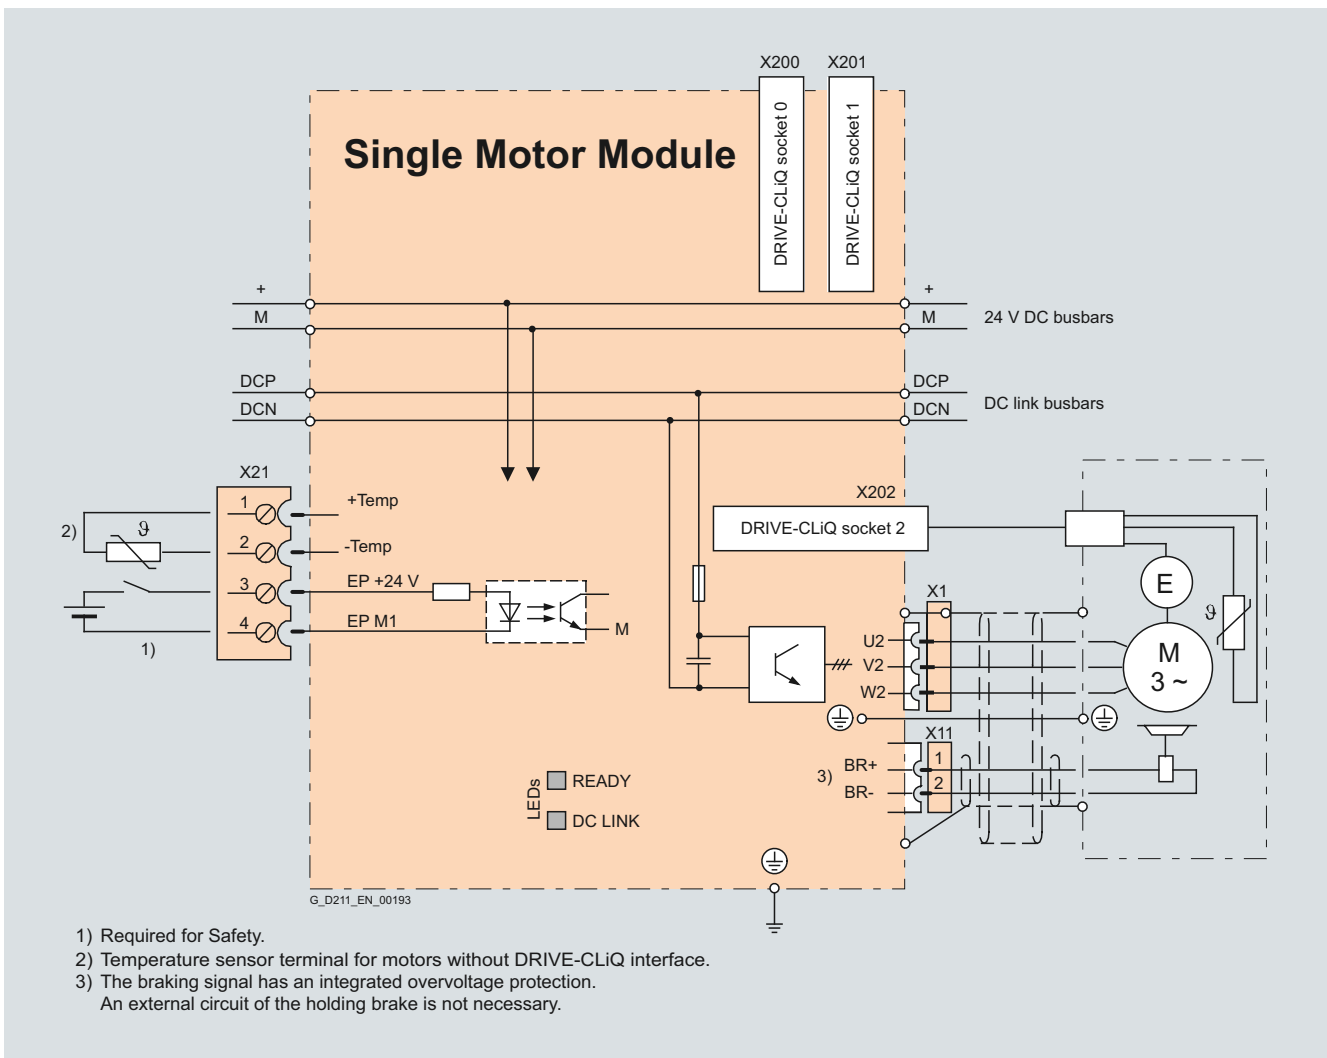 X200 X201
DRIVE-CLiQ socket 0
DRIVE-CLiQ socket 1
Single Motor Module
+ +
M M 24 V DC busbars
DCP DCP
DCN DCN DC link busbars
X21
X202
1 +Temp
2) ϑ
DRIVE-CLiQ socket 2
2 -Temp
3 EP +24 V
E
X1
ϑ
4 EP M1
M
1)
U2
V2
W2
M
3 ~
X11
BR+ 1
3)
BR- 2
LEDs
READY
DC LINK
G_D211_EN_00193
1) Required for Safety.
2) Temperature sensor terminal for motors without DRIVE-CLiQ interface.
3) The braking signal has an integrated overvoltage protection.
An external circuit of the holding brake is not necessary.